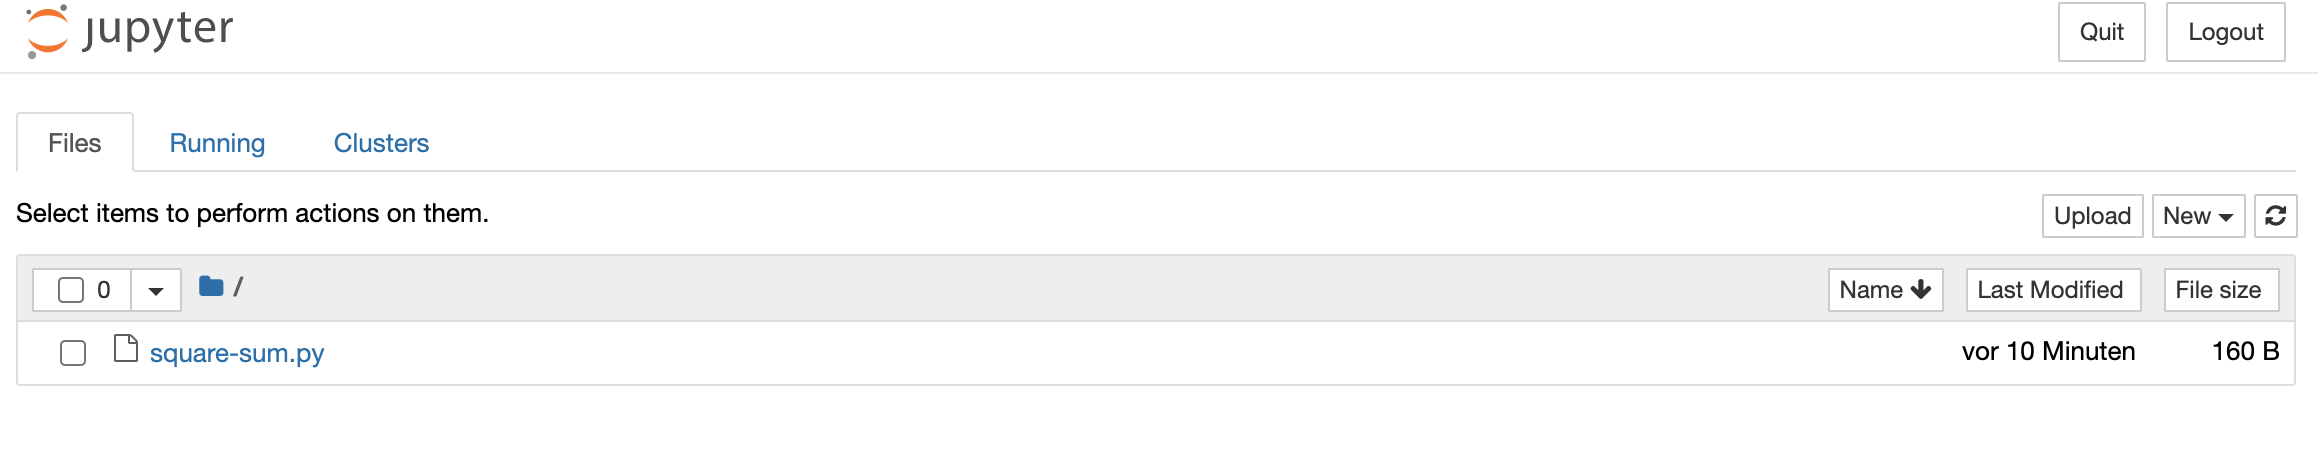 jupyter
Quit Logout
Files Running Clusters
Select items to perform actions on them.
Upload New
0 / Name Last Modified File size
square-sum.py vor 10 Minuten 160 B